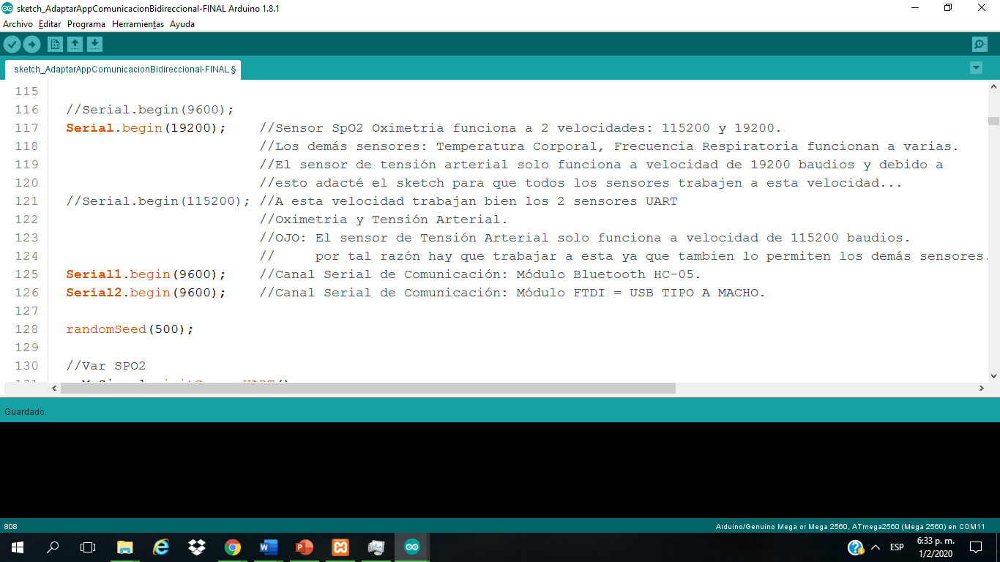 sketch_AdaptarAppComunicacionBidireccional-FINAL Arduino 1.8.1
Archivo Editar Programa Herramientas Ayuda
sketch_AdaptarAppComunicacionBidireccional-FINAL §
115
116 //Serial.begin(9600);
117 Serial.begin(19200); //Sensor SpO2 Oximetria funciona a 2 velocidades: 115200 y 19200.
118 //Los demás sensores: Temperatura Corporal, Frecuencia Respiratoria funcionan a varias.
119 //El sensor de tensión arterial solo funciona a velocidad de 19200 baudios y debido a
120 //esto adacté el sketch para que todos los sensores trabajen a esta velocidad...
121 //Serial.begin(115200); //A esta velocidad trabajan bien los 2 sensores UART
122 //Oximetria y Tensión Arterial.
123 //OJO: El sensor de Tensión Arterial solo funciona a velocidad de 115200 baudios.
124 // por tal razón hay que trabajar a esta ya que tambien lo permiten los demás sensores.
125 Serial1.begin(9600); //Canal Serial de Comunicación: Módulo Bluetooth HC-05.
126 Serial2.begin(9600); //Canal Serial de Comunicación: Módulo FTDI = USB TIPO A MACHO.
127
128 randomSeed(500);
129
130 //Var SPO2
Guardado.
808 Arduino/Genuino Mega or Mega 2560, ATmega2560 (Mega 2560) en COM11
ESP
6:33 p. m.
1/2/2020